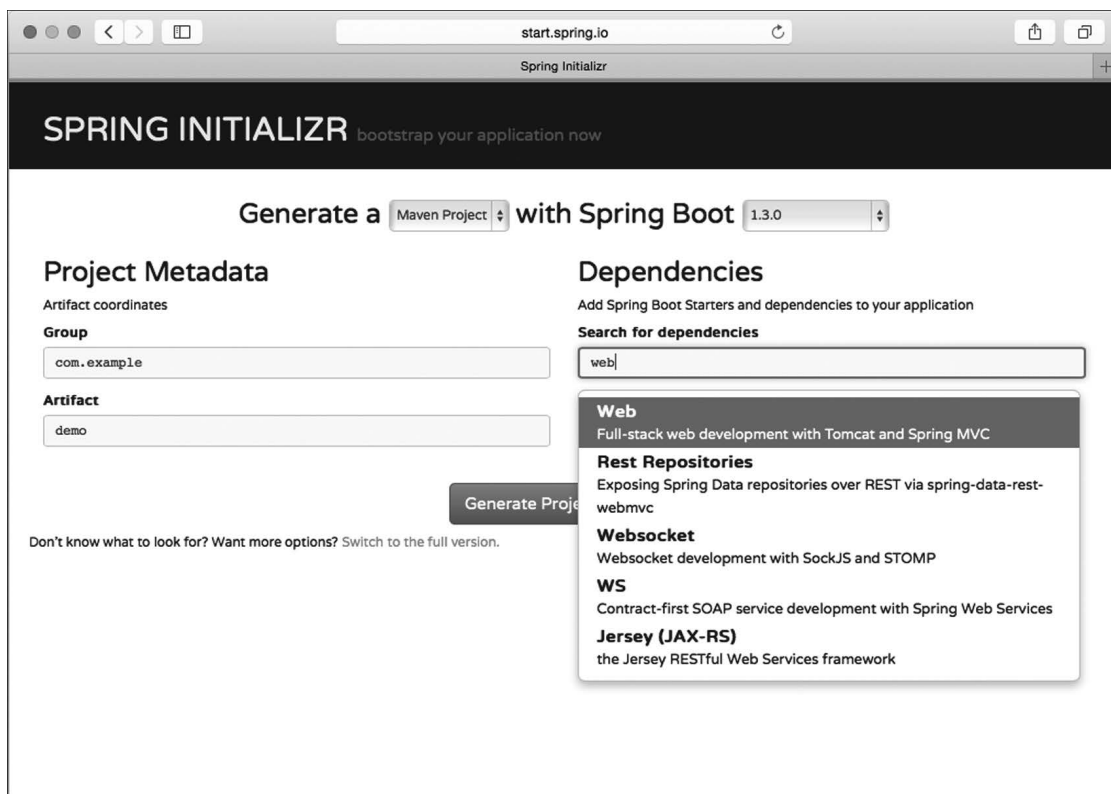 start.spring.io
Spring Initializr
SPRING INITIALIZR bootstrap your application now
Generate a Maven Project with Spring Boot 1.3.0
Project Metadata
Artifact coordinates
Group
com.example
Artifact
demo
Dependencies
Add Spring Boot Starters and dependencies to your application
Search for dependencies
web
Web
Full-stack web development with Tomcat and Spring MVC
Rest Repositories
Exposing Spring Data repositories over REST via spring-data-rest-
webmvc
Websocket
Websocket development with SockJS and STOMP
WS
Contract-first SOAP service development with Spring Web Services
Jersey (JAX-RS)
the Jersey RESTful Web Services framework
Generate Proje
Don't know what to look for? Want more options? Switch to the full version.